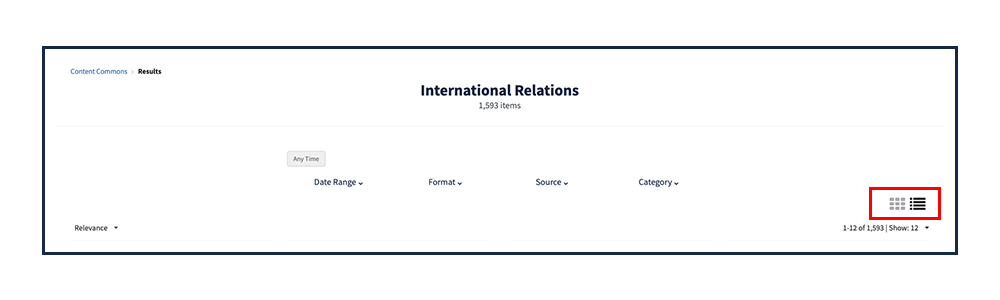 Content Commons › Results
International Relations
1,593 items
Any Time
Date Range Format Source Category
Relevance 1-12 of 1,593 | Show: 12